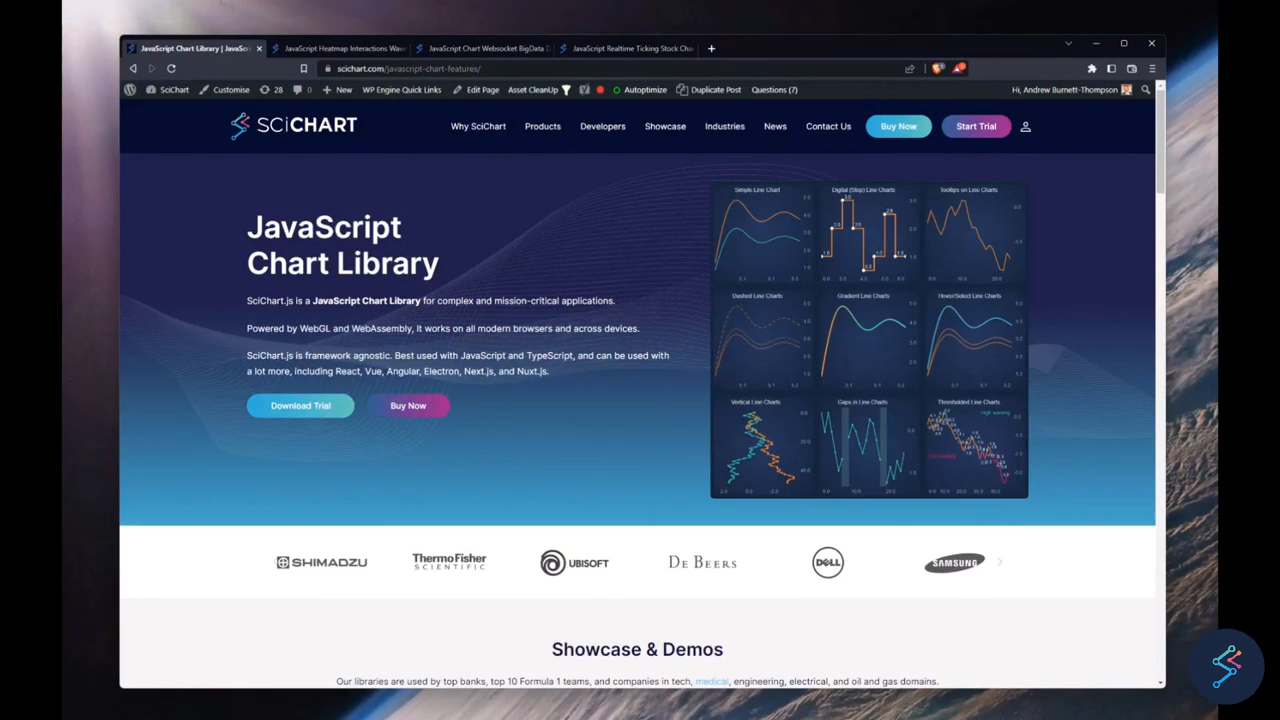 JavaScript Chart Library | JavaScri
JavaScript Heatmap Interactions Wave
JavaScript Chart Websocket BigData D
JavaScript Realtime Ticking Stock Cha
scichart.com/javascript-chart-features/
SciChart
Customise
28
0
New
WP Engine Quick Links
Edit Page
Asset CleanUp
Autoptimize
Duplicate Post
Questions (7)
Hi, Andrew Burnett-Thompson
SCiCHART
Why SciChart
Products
Developers
Showcase
Industries
News
Contact Us
Buy Now
Start Trial
JavaScript
Chart Library
SciChart.js is a JavaScript Chart Library for complex and mission-critical applications.
Powered by WebGL and WebAssembly, it works on all modern browsers and across devices.
SciChart.js is framework agnostic. Best used with JavaScript and TypeScript, and can be used with
a lot more, including React, Vue, Angular, Electron, Next.js, and Nuxt.js.
Download Trial
Buy Now
Simple Line Chart
Digital (Step) Line Charts
Tooltips on Line Charts
Dashed Line Charts
Gradient Line Charts
Hover/Select Line Charts
Vertical Line Charts
Gaps in Line Charts
Thresholded Line Charts
SHIMADZU
ThermoFisher
SCIENTIFIC
UBISOFT
DE BEERS
DELL
SAMSUNG
Showcase & Demos
Our libraries are used by top banks, top 10 Formula 1 teams, and companies in tech, medical, engineering, electrical, and oil and gas domains.